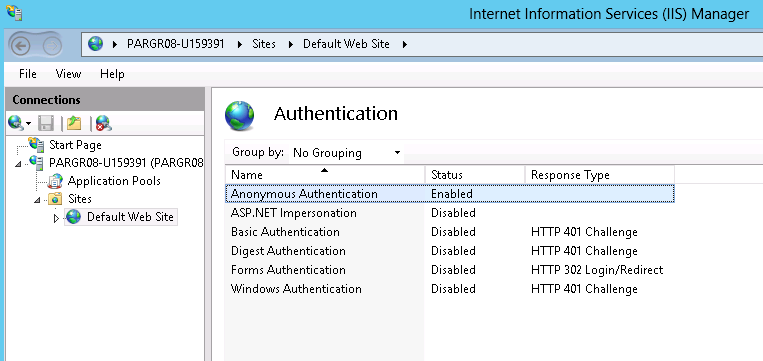 Internet Information Services (IIS) Manager
PARGR08-U159391 Sites Default Web Site
File View Help
Connections
Start Page
PARGR08-U159391 (PARGR08
Application Pools
Sites
Default Web Site
Authentication
Group by: No Grouping
Name Status Response Type
Anonymous Authentication Enabled
ASP.NET Impersonation Disabled
Basic Authentication Disabled HTTP 401 Challenge
Digest Authentication Disabled HTTP 401 Challenge
Forms Authentication Disabled HTTP 302 Login/Redirect
Windows Authentication Disabled HTTP 401 Challenge